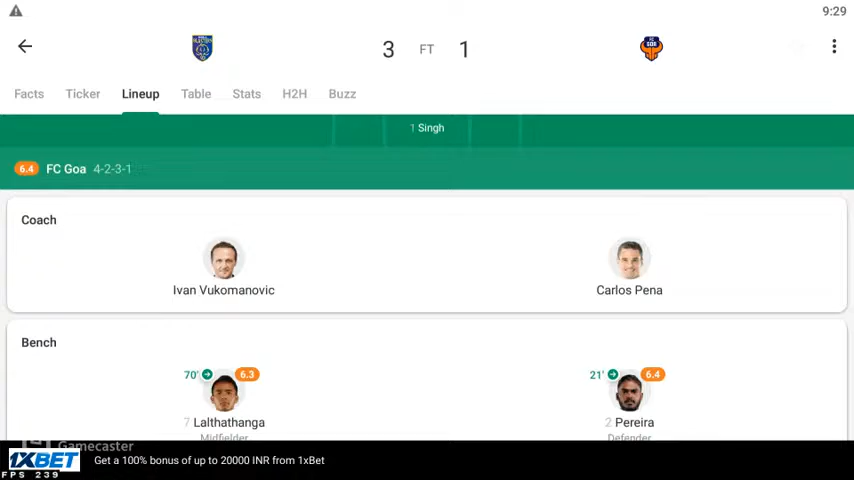 9:29
3 FT 1
Facts Ticker Lineup Table Stats H2H Buzz
1 Singh
6.4 FC Goa 4-2-3-1
Coach
Ivan Vukomanovic Carlos Pena
Bench
70' 6.3 21' 6.4
7 Lalthathanga 2 Pereira
Midfielder Defender
Gamecaster
1XBET Get a 100% bonus of up to 20000 INR from 1xBet
FPS 239